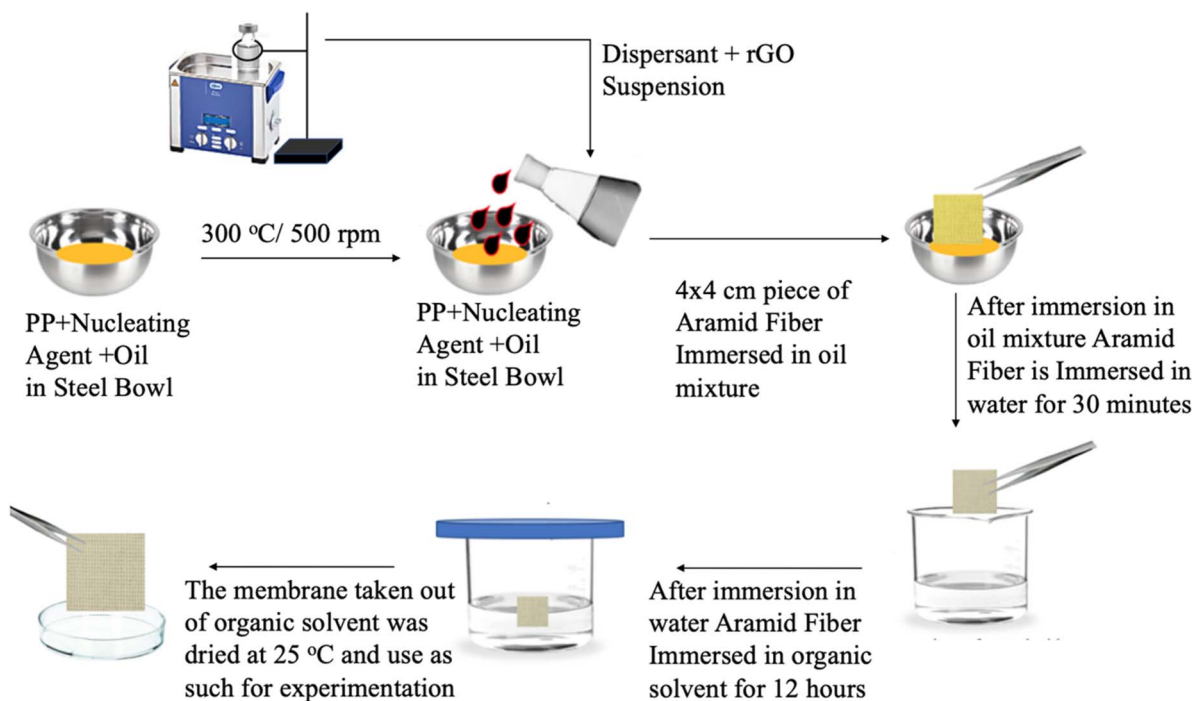 Dispersant + rGO
Suspension
300 °C/ 500 rpm
PP+Nucleating
Agent +Oil
in Steel Bowl
PP+Nucleating
Agent +Oil
in Steel Bowl
4x4 cm piece of
Aramid Fiber
Immersed in oil
mixture
After immersion in
oil mixture Aramid
Fiber is Immersed in
water for 30 minutes
The membrane taken out
of organic solvent was
dried at 25 °C and use as
such for experimentation
After immersion in
water Aramid Fiber
Immersed in organic
solvent for 12 hours